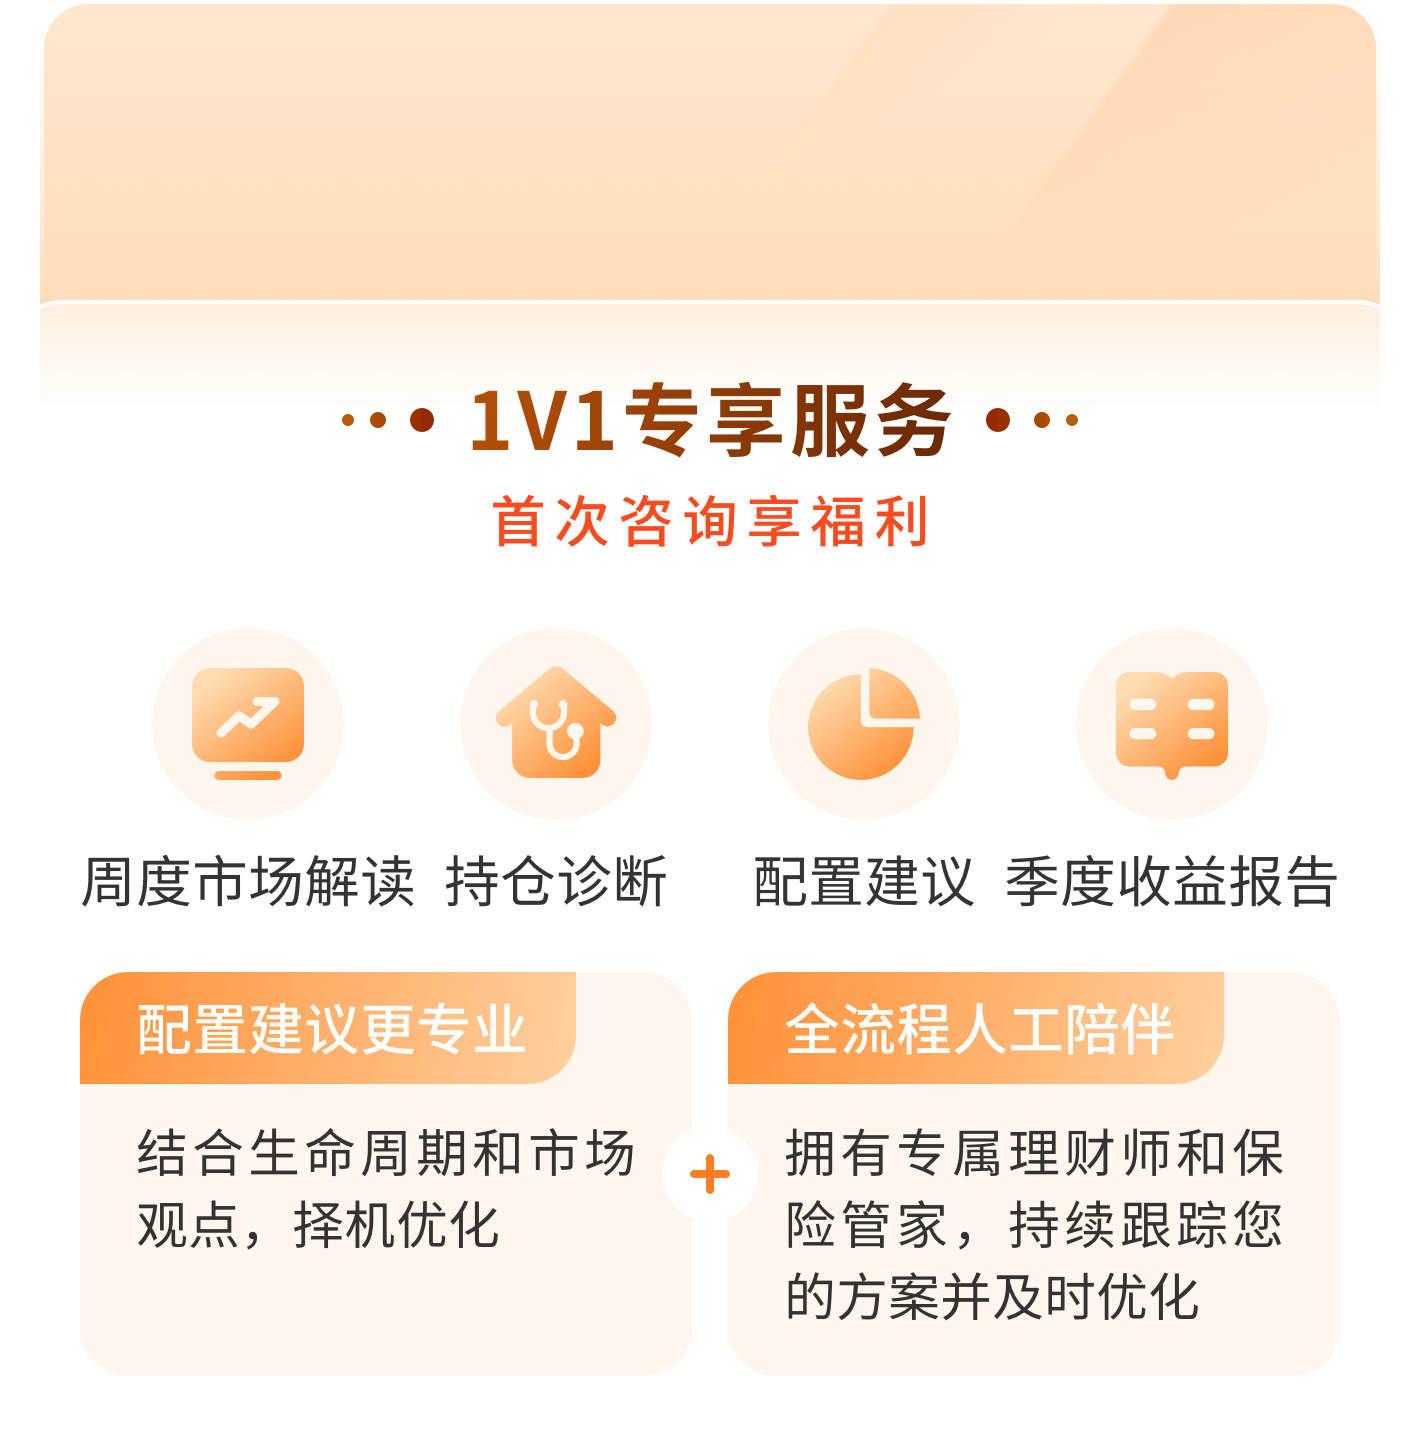 1V1专享服务
首次咨询享福利
周度市场解读 持仓诊断 配置建议 季度收益报告
配置建议更专业
结合生命周期和市场
观点，择机优化
全流程人工陪伴
拥有专属理财师和保
险管家，持续跟踪您
的方案并及时优化